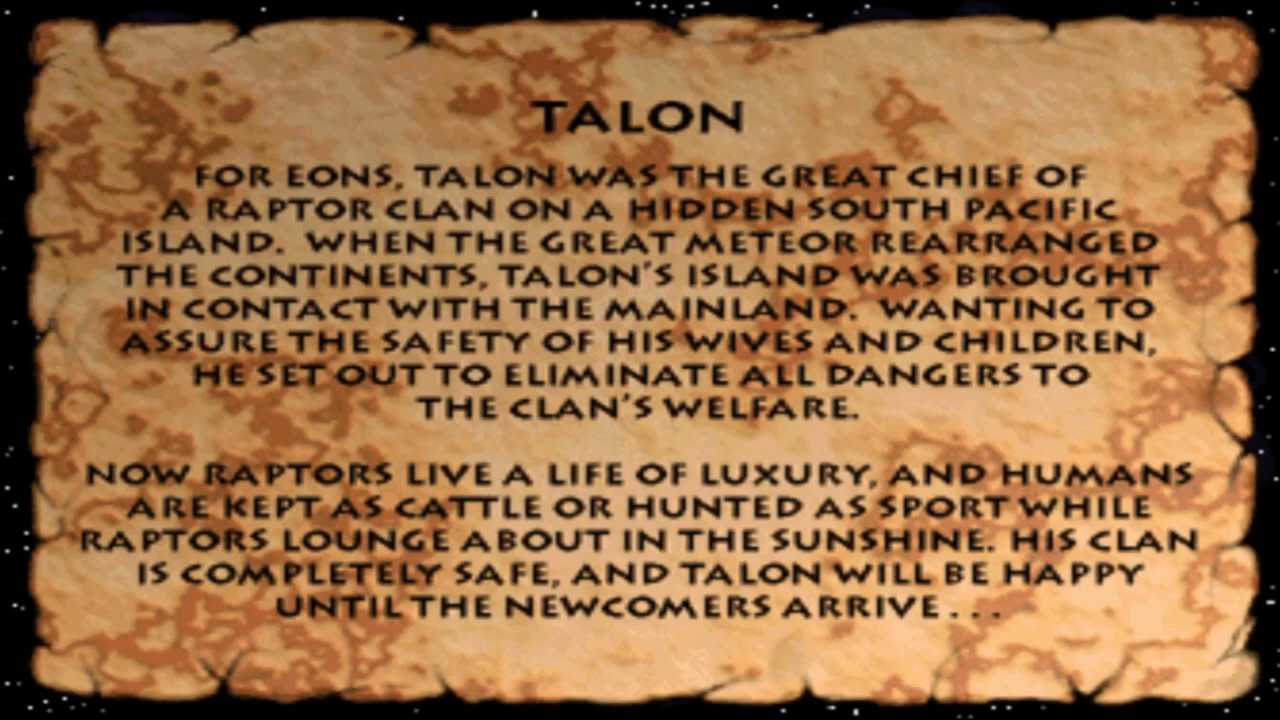 TALON
FOR EONS, TALON WAS THE GREAT CHIEF OF
A RAPTOR CLAN ON A HIDDEN SOUTH PACIFIC
ISLAND. WHEN THE GREAT METEOR REARRANGED
THE CONTINENTS, TALON'S ISLAND WAS BROUGHT
IN CONTACT WITH THE MAINLAND. WANTING TO
ASSURE THE SAFETY OF HIS WIVES AND CHILDREN,
HE SET OUT TO ELIMINATE ALL DANGERS TO
THE CLAN'S WELFARE.
NOW RAPTORS LIVE A LIFE OF LUXURY, AND HUMANS
ARE KEPT AS CATTLE OR HUNTED AS SPORT WHILE
RAPTORS LOUNGE ABOUT IN THE SUNSHINE. HIS CLAN
IS COMPLETELY SAFE, AND TALON WILL BE HAPPY
UNTIL THE NEWCOMERS ARRIVE...